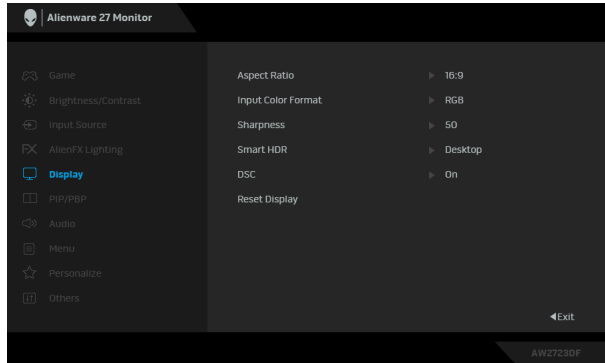 Alienware 27 Monitor
Game
Brightness/Contrast
Input Source
AlienFX Lighting
Display
PIP/PBP
Audio
Menu
Personalize
Others
Aspect Ratio 16:9
Input Color Format RGB
Sharpness 50
Smart HDR Desktop
DSC On
Reset Display
Exit
AW2723DF